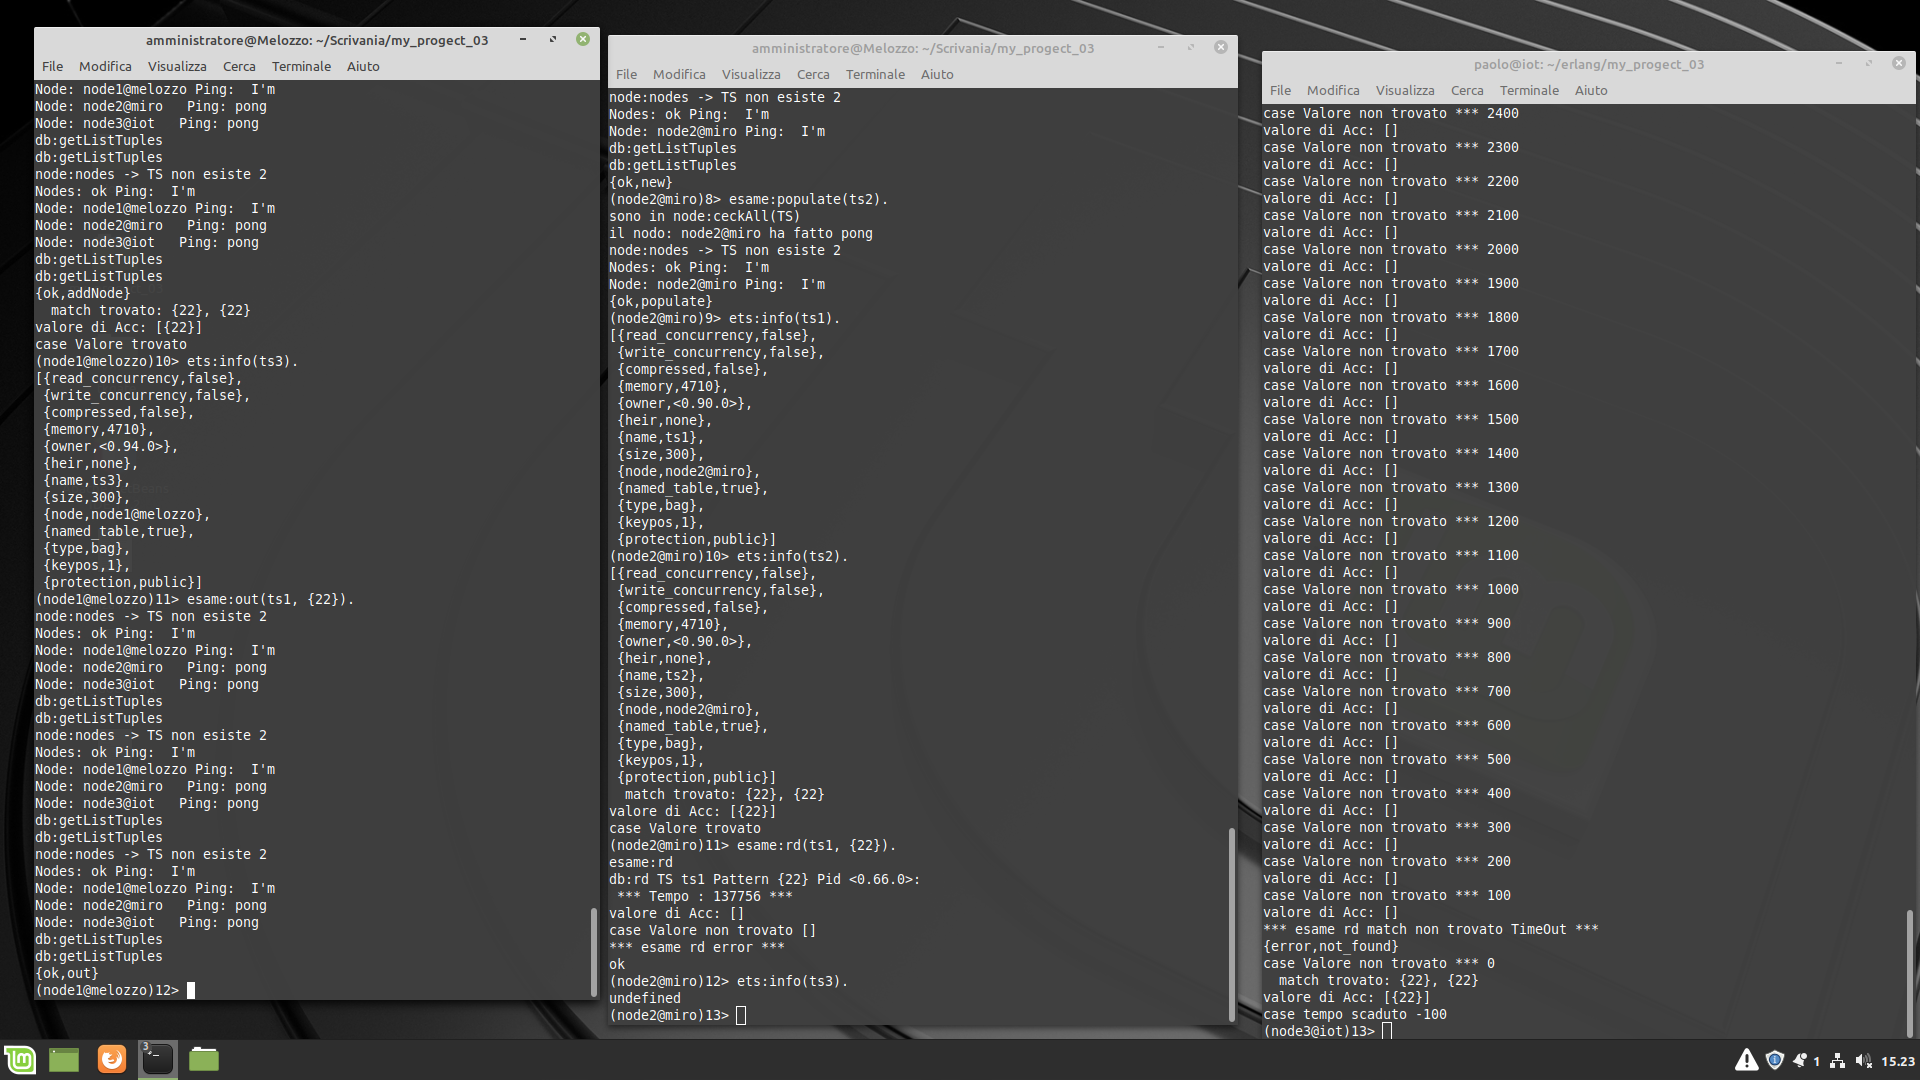 amministratore@Melozzo: ~/Scrivania/my_progect_03
File Modifica Visualizza Cerca Terminale Aiuto
Node: node1@melozzo Ping:  I'm
Node: node2@miro   Ping: pong
Node: node3@iot   Ping: pong
db:getListTuples
db:getListTuples
node:nodes -> TS non esiste 2
Nodes: ok Ping:  I'm
Node: node1@melozzo Ping:  I'm
Node: node2@miro   Ping: pong
Node: node3@iot   Ping: pong
db:getListTuples
db:getListTuples
{ok,addNode}
  match trovato: {22}, {22}
valore di Acc: [{22}]
case Valore trovato
(node1@melozzo)10> ets:info(ts3).
[{read_concurrency,false},
 {write_concurrency,false},
 {compressed,false},
 {memory,4710},
 {owner,<0.94.0>},
 {heir,none},
 {name,ts3},
 {size,300},
 {node,node1@melozzo},
 {named_table,true},
 {type,bag},
 {keypos,1},
 {protection,public}]
(node1@melozzo)11> esame:out(ts1, {22}).
node:nodes -> TS non esiste 2
Nodes: ok Ping:  I'm
Node: node1@melozzo Ping:  I'm
Node: node2@miro   Ping: pong
Node: node3@iot   Ping: pong
db:getListTuples
db:getListTuples
node:nodes -> TS non esiste 2
Nodes: ok Ping:  I'm
Node: node1@melozzo Ping:  I'm
Node: node2@miro   Ping: pong
Node: node3@iot   Ping: pong
db:getListTuples
db:getListTuples
node:nodes -> TS non esiste 2
Nodes: ok Ping:  I'm
Node: node1@melozzo Ping:  I'm
Node: node2@miro   Ping: pong
Node: node3@iot   Ping: pong
db:getListTuples
db:getListTuples
{ok,out}
(node1@melozzo)12>
amministratore@Melozzo: ~/Scrivania/my_progect_03
File Modifica Visualizza Cerca Terminale Aiuto
node:nodes -> TS non esiste 2
Nodes: ok Ping:  I'm
Node: node2@miro Ping:  I'm
db:getListTuples
db:getListTuples
{ok,new}
(node2@miro)8> esame:populate(ts2).
sono in node:ceckAll(TS)
il nodo: node2@miro ha fatto pong
node:nodes -> TS non esiste 2
Nodes: ok Ping:  I'm
Node: node2@miro Ping:  I'm
{ok,populate}
(node2@miro)9> ets:info(ts1).
[{read_concurrency,false},
 {write_concurrency,false},
 {compressed,false},
 {memory,4710},
 {owner,<0.90.0>},
 {heir,none},
 {name,ts1},
 {size,300},
 {node,node2@miro},
 {named_table,true},
 {type,bag},
 {keypos,1},
 {protection,public}]
(node2@miro)10> ets:info(ts2).
[{read_concurrency,false},
 {write_concurrency,false},
 {compressed,false},
 {memory,4710},
 {owner,<0.90.0>},
 {heir,none},
 {name,ts2},
 {size,300},
 {node,node2@miro},
 {named_table,true},
 {type,bag},
 {keypos,1},
 {protection,public}]
  match trovato: {22}, {22}
valore di Acc: [{22}]
case Valore trovato
(node2@miro)11> esame:rd(ts1, {22}).
esame:rd
db:rd TS ts1 Pattern {22} Pid <0.66.0>:
 *** Tempo : 137756 ***
valore di Acc: []
case Valore non trovato []
*** esame rd error ***
ok
(node2@miro)12> ets:info(ts3).
undefined
(node2@miro)13>
paolo@iot: ~/erlang/my_progect_03
File Modifica Visualizza Cerca Terminale Aiuto
case Valore non trovato *** 2400
valore di Acc: []
case Valore non trovato *** 2300
valore di Acc: []
case Valore non trovato *** 2200
valore di Acc: []
case Valore non trovato *** 2100
valore di Acc: []
case Valore non trovato *** 2000
valore di Acc: []
case Valore non trovato *** 1900
valore di Acc: []
case Valore non trovato *** 1800
valore di Acc: []
case Valore non trovato *** 1700
valore di Acc: []
case Valore non trovato *** 1600
valore di Acc: []
case Valore non trovato *** 1500
valore di Acc: []
case Valore non trovato *** 1400
valore di Acc: []
case Valore non trovato *** 1300
valore di Acc: []
case Valore non trovato *** 1200
valore di Acc: []
case Valore non trovato *** 1100
valore di Acc: []
case Valore non trovato *** 1000
valore di Acc: []
case Valore non trovato *** 900
valore di Acc: []
case Valore non trovato *** 800
valore di Acc: []
case Valore non trovato *** 700
valore di Acc: []
case Valore non trovato *** 600
valore di Acc: []
case Valore non trovato *** 500
valore di Acc: []
case Valore non trovato *** 400
valore di Acc: []
case Valore non trovato *** 300
valore di Acc: []
case Valore non trovato *** 200
valore di Acc: []
case Valore non trovato *** 100
valore di Acc: []
*** esame rd match non trovato TimeOut ***
{error,not_found}
case Valore non trovato *** 0
  match trovato: {22}, {22}
valore di Acc: [{22}]
case tempo scaduto -100
(node3@iot)13>
3
1
15.23